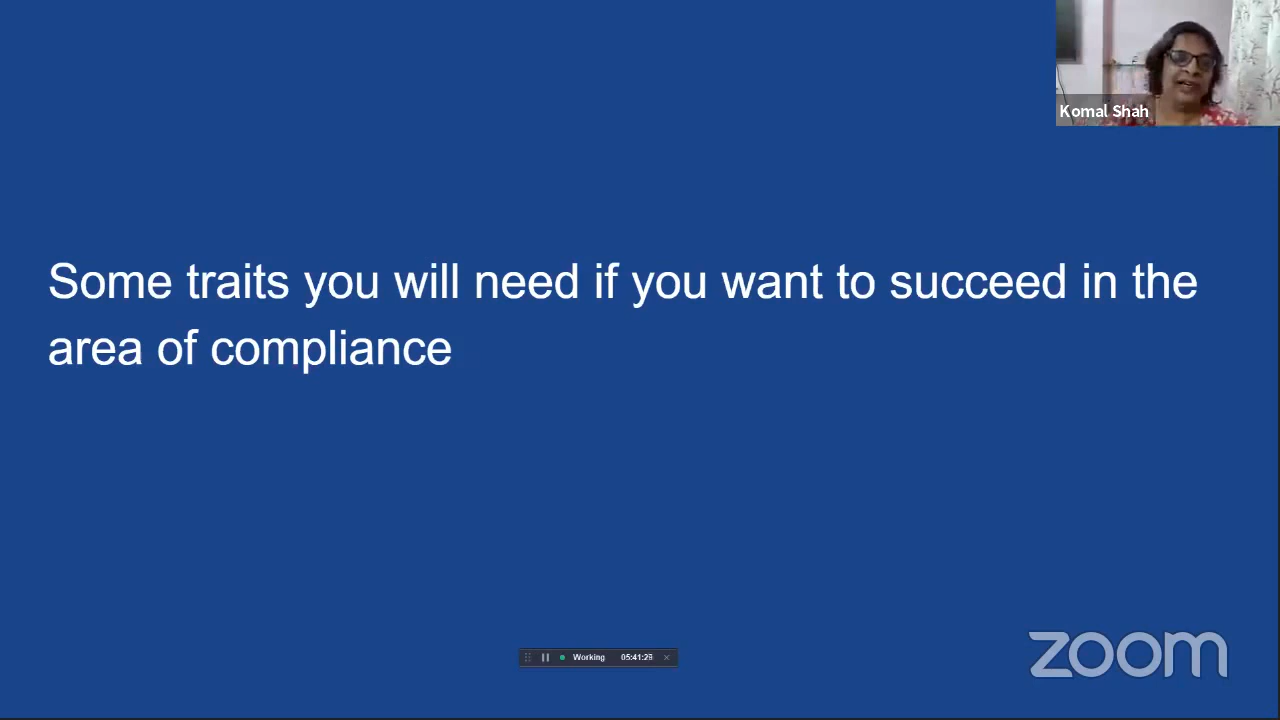 Komal Shah
Some traits you will need if you want to succeed in the
area of compliance
Working
zoom